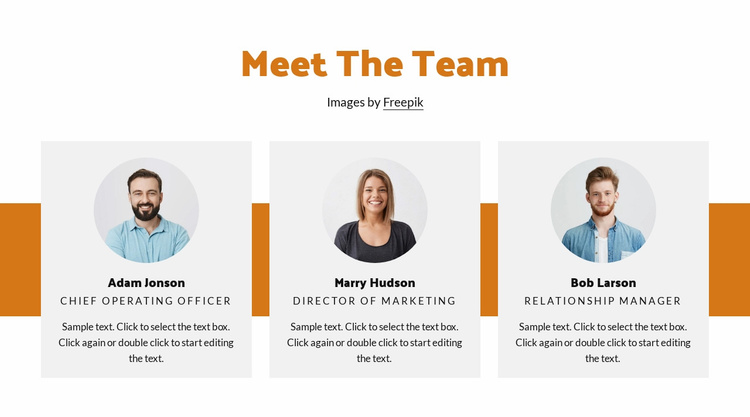 Meet The Team
Images by Freepik
Adam Jonson
CHIEF OPERATING OFFICER
Sample text. Click to select the text box.
Click again or double click to start editing
the text.
Marry Hudson
DIRECTOR OF MARKETING
Sample text. Click to select the text box.
Click again or double click to start editing
the text.
Bob Larson
RELATIONSHIP MANAGER
Sample text. Click to select the text box.
Click again or double click to start editing
the text.